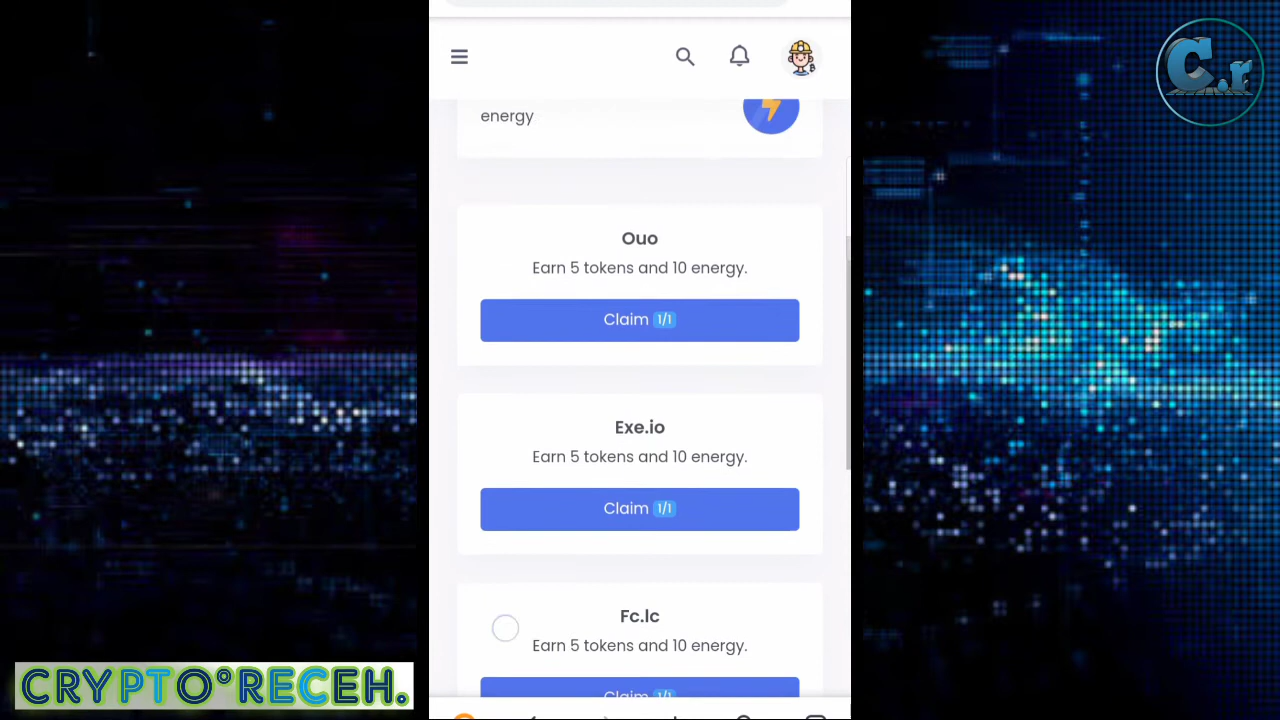 C.r
energy
Ouo
Earn 5 tokens and 10 energy.
Claim 1/1
Exe.io
Earn 5 tokens and 10 energy.
Claim 1/1
Fc.lc
Earn 5 tokens and 10 energy.
Claim 1/1
CRYPTO°RECEH.